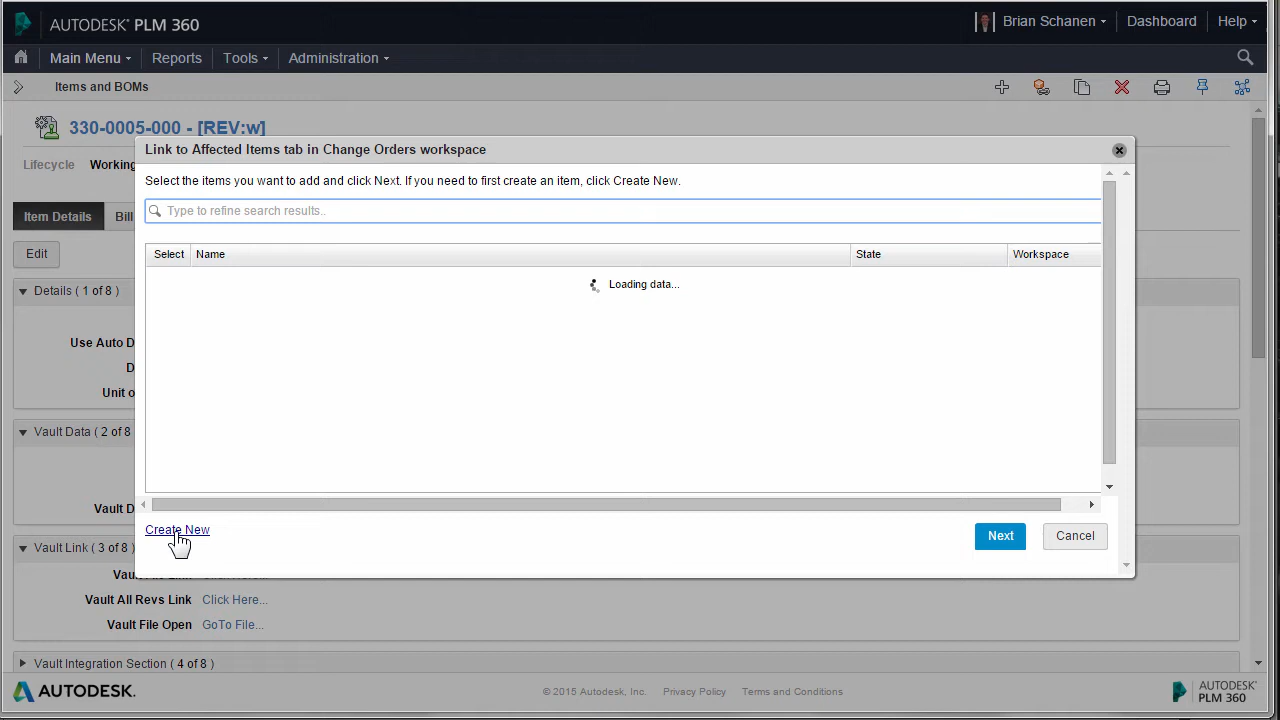 AUTODESK® PLM 360
Brian Schanen
Dashboard
Help
Main Menu
Reports
Tools
Administration
Items and BOMs
330-0005-000 - [REV:w]
Lifecycle
Working
Link to Affected Items tab in Change Orders workspace
Select the items you want to add and click Next. If you need to first create an item, click Create New.
Type to refine search results..
Item Details
Bill
Edit
Select
Name
State
Workspace
Loading data...
Details ( 1 of 8 )
Use Auto D
D
Unit o
Vault Data ( 2 of 8
Vault D
Create New
Next
Cancel
Vault Link ( 3 of 8 )
Vault All Revs Link
Click Here...
Vault File Open
GoTo File...
Vault Integration Section ( 4 of 8 )
AUTODESK.
© 2015 Autodesk, Inc.
Privacy Policy
Terms and Conditions
AUTODESK®
PLM 360